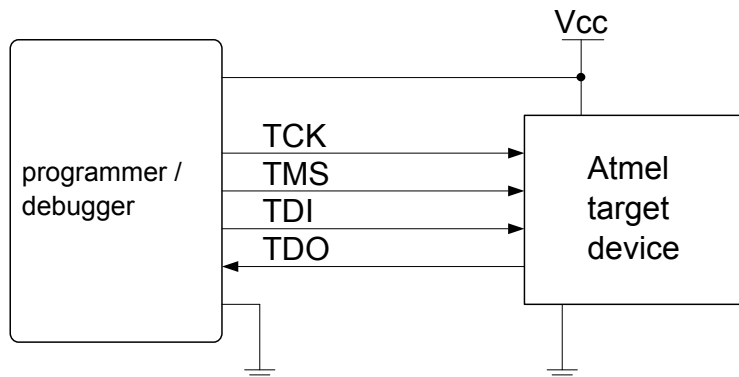 Vcc
TCK
TMS
TDI
TDO
programmer /
debugger
Atmel
target
device